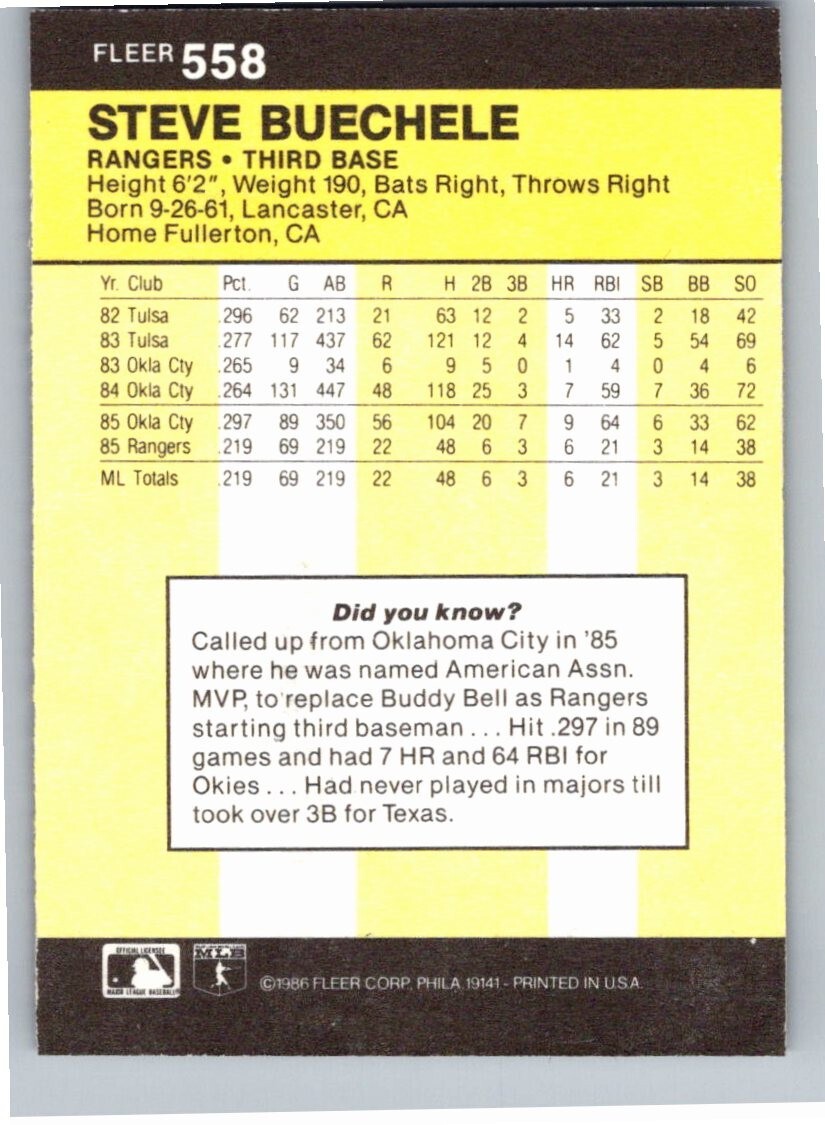 FLEER 558
STEVE BUECHELE
RANGERS • THIRD BASE
Height 6'2", Weight 190, Bats Right, Throws Right
Born 9-26-61, Lancaster, CA
Home Fullerton, CA
Yr. Club Pct. G AB R H 2B 3B HR RBI SB BB SO
82 Tulsa .296 62 213 21 63 12 2 5 33 2 18 42
83 Tulsa .277 117 437 62 121 12 4 14 62 5 54 69
83 Okla Cty .265 9 34 6 9 5 0 1 4 0 4 6
84 Okla Cty .264 131 447 48 118 25 3 7 59 7 36 72
85 Okla Cty .297 89 350 56 104 20 7 9 64 6 33 62
85 Rangers .219 69 219 22 48 6 3 6 21 3 14 38
ML Totals .219 69 219 22 48 6 3 6 21 3 14 38
Did you know?
Called up from Oklahoma City in '85
where he was named American Assn.
MVP, to replace Buddy Bell as Rangers
starting third baseman . . . Hit .297 in 89
games and had 7 HR and 64 RBI for
Okies . . . Had never played in majors till
took over 3B for Texas.
OFFICIAL LICENSEE
MAJOR LEAGUE BASEBALL
MLB
©1986 FLEER CORP. PHILA. 19141 - PRINTED IN U.S.A.